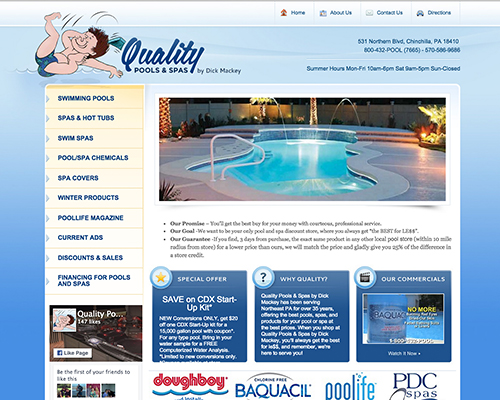 Home
About Us
Contact Us
Directions
Quality
POOLS & SPAS by Dick Mackey
531 Northern Blvd, Chinchilla, PA 18410
800-432-POOL (7665) - 570-586-9686
Summer Hours Mon-Fri 10am-6pm Sat 9am-5pm Sun-Closed
SWIMMING POOLS
SPAS & HOT TUBS
SWIM SPAS
POOL/SPA CHEMICALS
SPA COVERS
WINTER PRODUCTS
POOLLIFE MAGAZINE
CURRENT ADS
DISCOUNTS & SALES
FINANCING FOR POOLS
AND SPAS
Quality Po...
147 likes
Like Page
Be the first of your friends to
like this
• Our Promise – You'll get the best buy for your money with courteous, professional service.
• Our Goal -We want to be your only pool and spa discount store, where you always get "the BEST for LE$$".
• Our Guarantee -If you find, 3 days from purchase, the exact same product in any other local pool store (within 10 mile
radius from store) for a lower price than ours, we will match the price and gladly give you 25% of the difference in
a store credit.
SPECIAL OFFER
SAVE on CDX Start-
Up Kit*
NEW Conversions ONLY, get $20
off one CDX Start-Up kit for a
15,000 gallon pool with coupon*.
For any type pool. Bring in your
water sample for a FREE
Computerized Water Analysis.
*Limited to new conversions only.
WHY QUALITY?
Quality Pools & Spas by Dick
Mackey has been serving
Northeast PA for over 35 years,
offering the best pools, spas, and
products for your pool or spa at
the best prices. When you shop at
Quality Pools & Spas by Dick
Mackey, you'll always get the best
for le$$, and remember, we're
here to serve you!
OUR COMMERCIALS
BAQUACIL
NO MORE
Watch It Now >
doughboy
CHLORINE FREE
BAQUACIL
poolife
PDC
spas